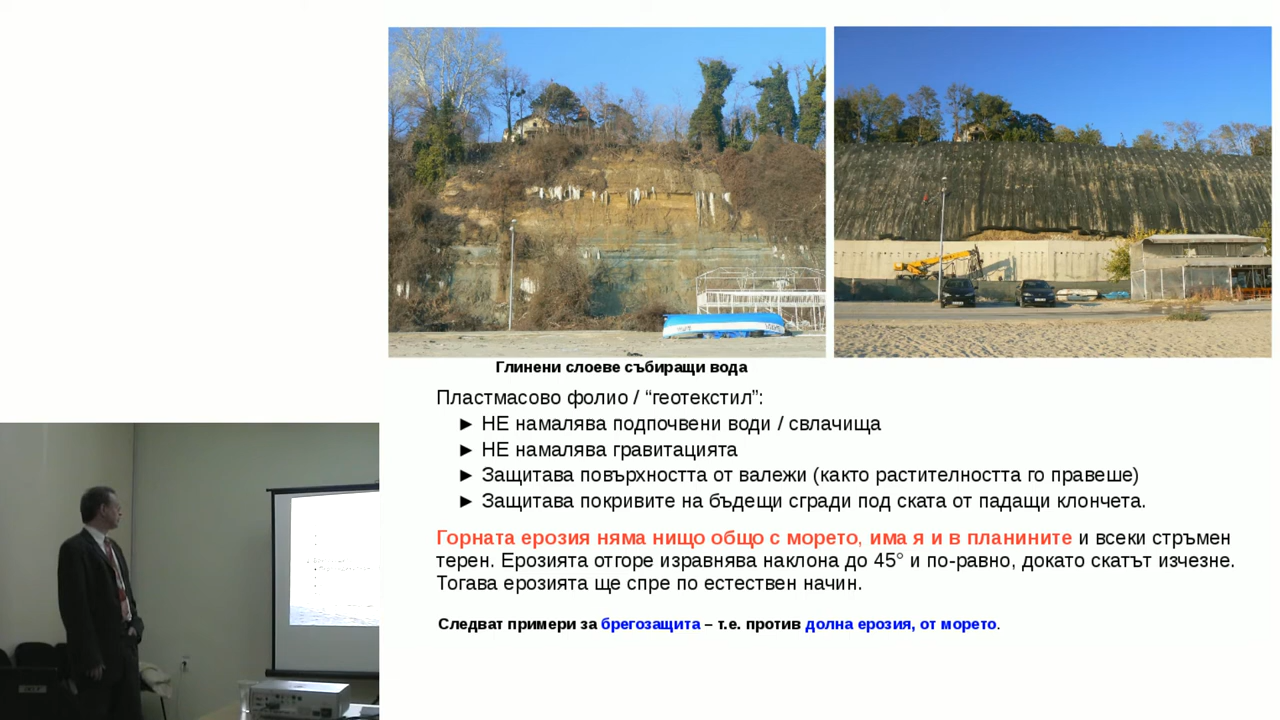 Глинени слоеве събиращи вода
Пластмасово фолио / “геотекстил”:
► НЕ намалява подпочвени води / свлачища
► НЕ намалява гравитацията
► Защитава повърхността от валежи (както растителността го правеше)
► Защитава покривите на бъдещи сгради под ската от падащи клончета.
Горната ерозия няма нищо общо с морето, има я и в планините и всеки стръмен
терен. Ерозията отгоре изравнява наклона до 45° и по-равно, докато скатът изчезне.
Тогава ерозията ще спре по естествен начин.
Следват примери за брегозащита – т.е. против долна ерозия, от морето.